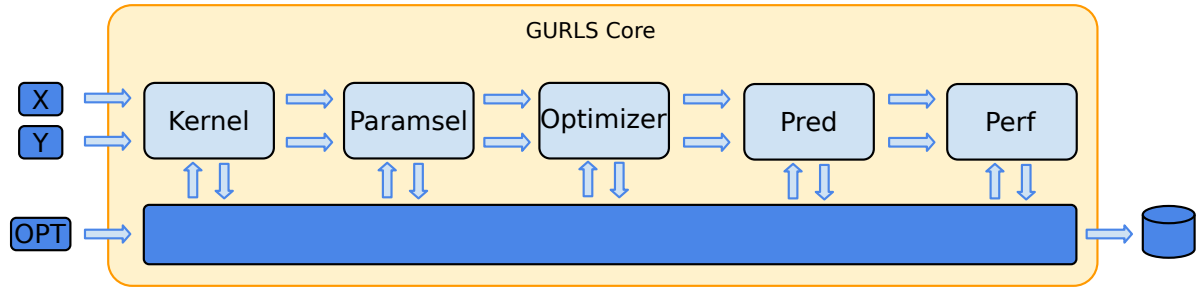 GURLS Core
X
Y
Kernel
Paramsel
Optimizer
Pred
Perf
OPT